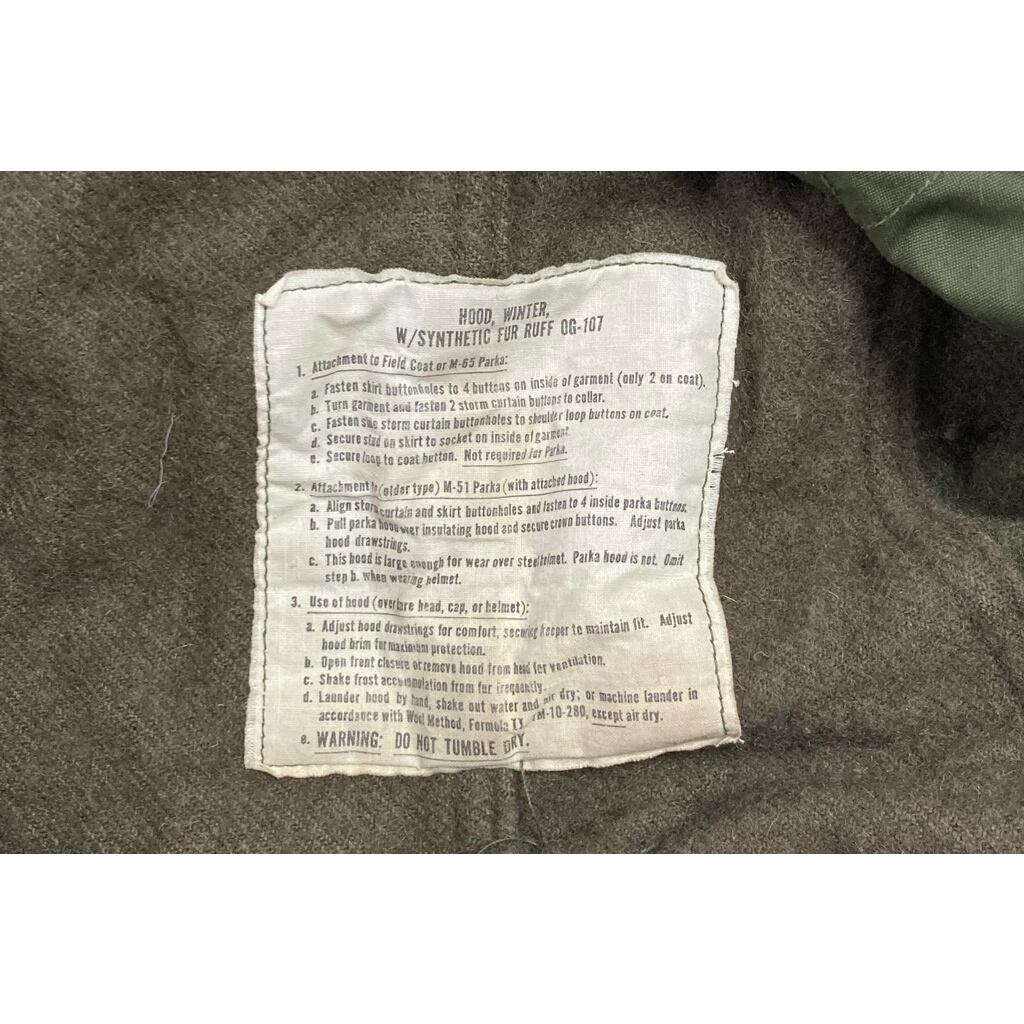 HOOD, WINTER,
W/SYNTHETIC FUR RUFF OG-107
1. Attachment to Field Coat or M-65 Parka:
a. Fasten skirt buttonholes to 4 buttons on inside of garment (only 2 on coat).
b. Turn garment and fasten 2 storm curtain buttons to collar.
c. Fasten side storm curtain buttonholes to shoulder loop buttons on coat.
d. Secure stud on skirt to socket on inside of garment
e. Secure loop to coat button. Not required for Parka.
2. Attachment to (older type) M-51 Parka (with attached hood):
a. Align storm curtain and skirt buttonholes and fasten to 4 inside parka buttons.
b. Pull parka hood over insulating hood and secure crown buttons. Adjust parka
hood drawstrings.
c. This hood is large enough for wear over steel Parka hood is not. Omit
step b. when wearing helmet.
3. Use of hood (over head, cap, or helmet):
a. Adjust hood drawstrings for comfort, securing keeper to maintain fit. Adjust
hood brim for maximum protection.
b. Open front closure or remove hood from head for ventilation.
c. Shake frost accumulation from fur frequently.
d. Launder hood by hand, shake out water and air dry; or machine launder in
accordance with Wool Method, Formula II TM-10-280, except air dry.
e. WARNING: DO NOT TUMBLE DRY.